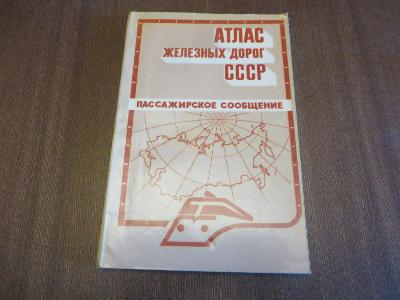 АТЛАС
ЖЕЛЕЗНЫХ ДОРОГ
СССР
ПАССАЖИРСКОЕ СООБЩЕНИЕ